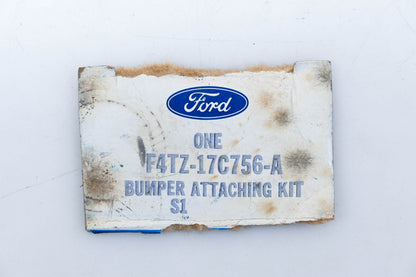 Ford
ONE
F4TZ-17C756-A
BUMPER ATTACHING KIT
S1